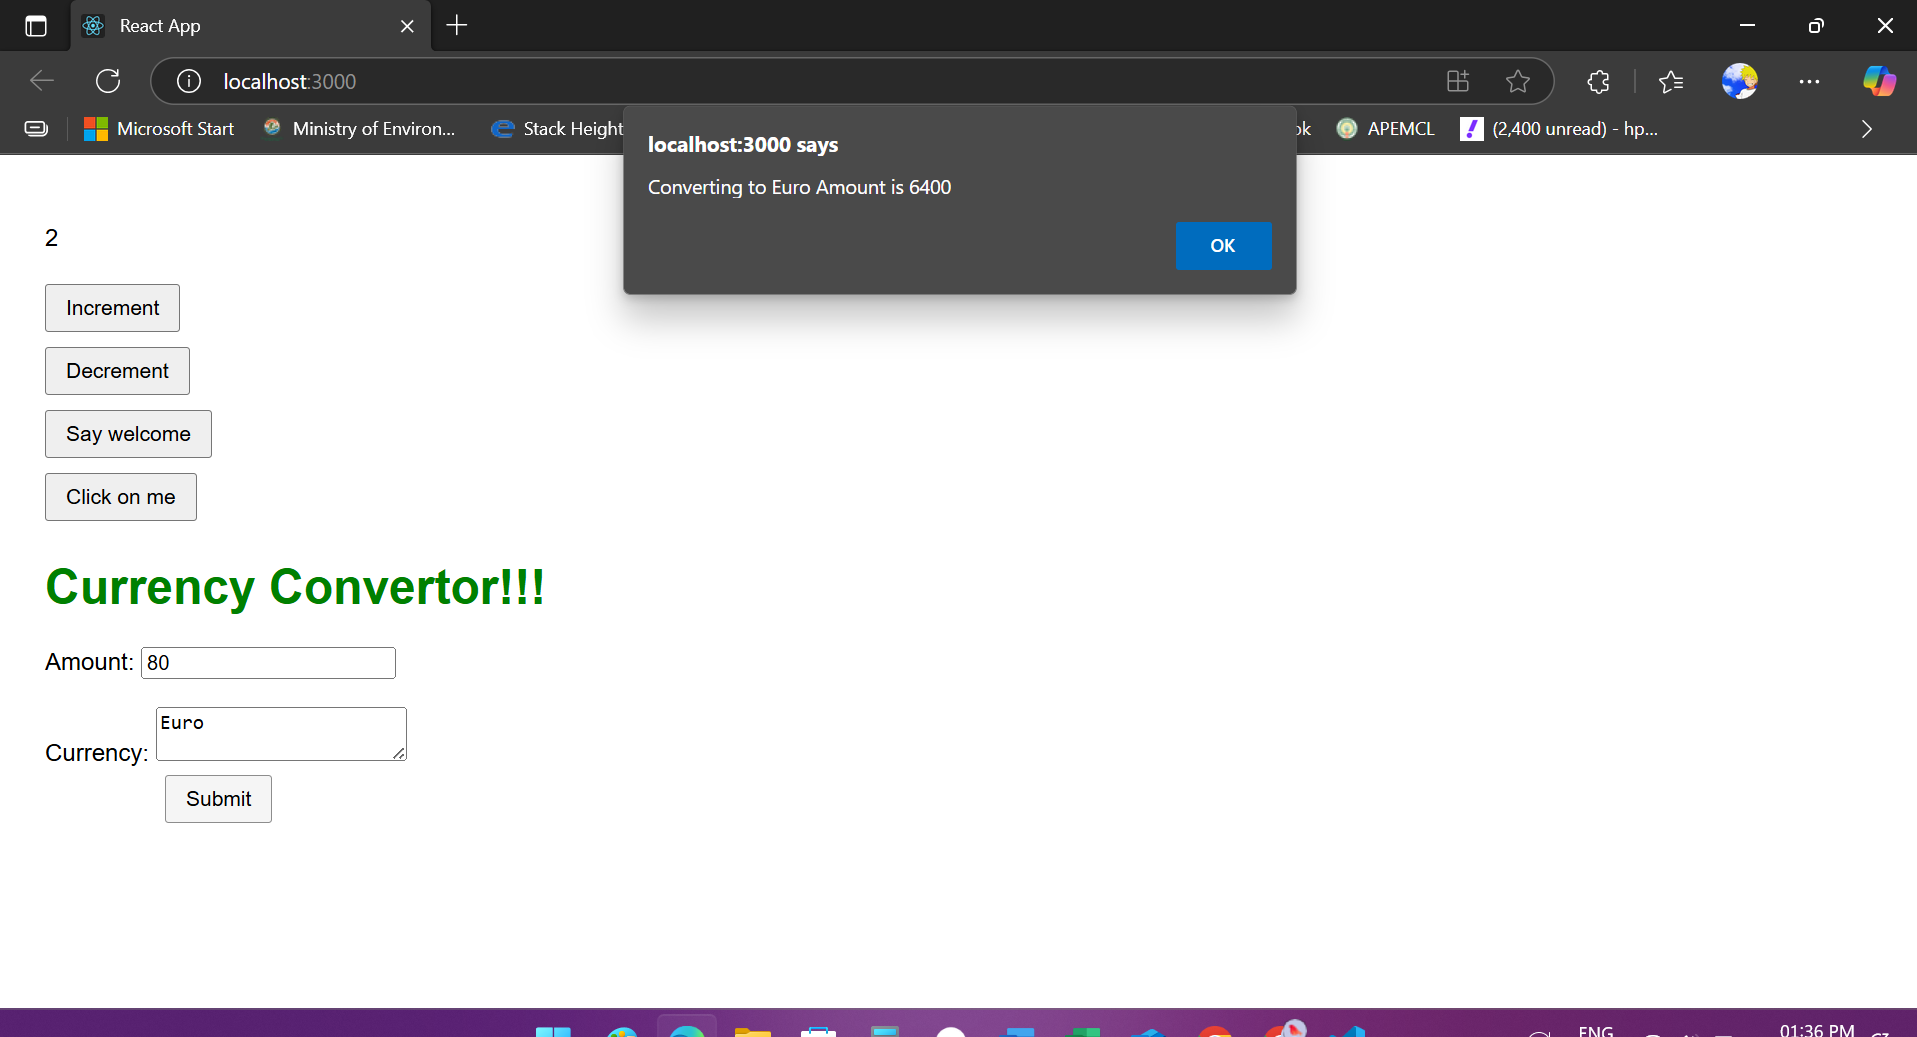 React App
localhost:3000
Microsoft Start
Ministry of Environ...
Stack Height
APEMCL
(2,400 unread) - hp...
localhost:3000 says
Converting to Euro Amount is 6400
OK
2
Increment
Decrement
Say welcome
Click on me
Currency Convertor!!!
Amount: 80
Currency: Euro
Submit
ENG
01:36 PM